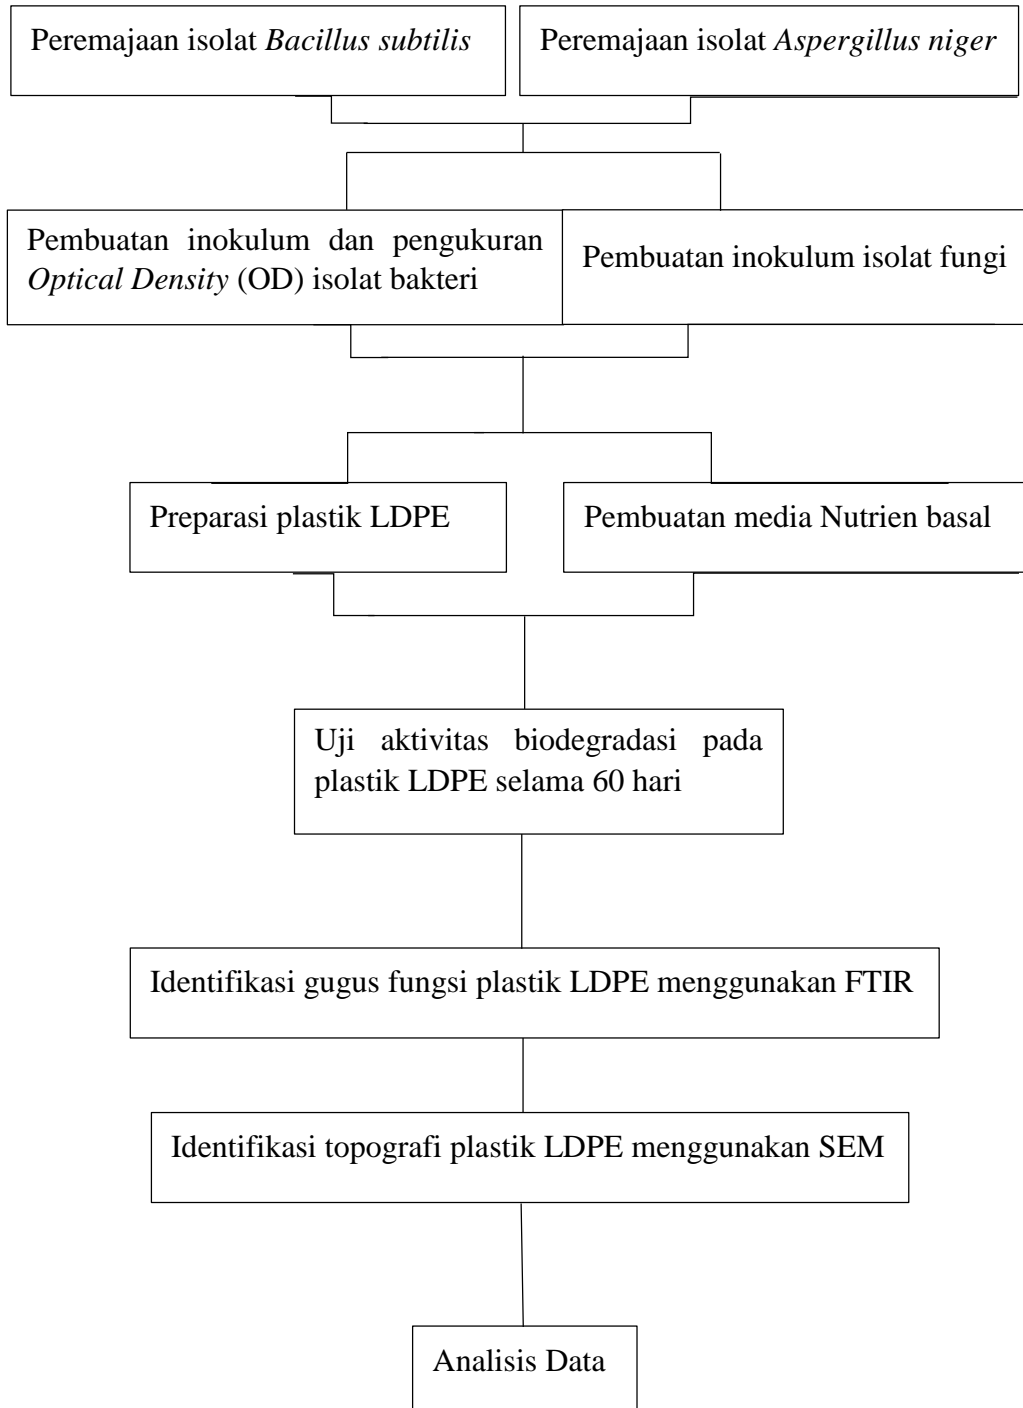 Peremajaan isolat Bacillus subtilis
Peremajaan isolat Aspergillus niger
Pembuatan inokulum dan pengukuran
Optical Density (OD) isolat bakteri
Pembuatan inokulum isolat fungi
Preparasi plastik LDPE
Pembuatan media Nutrien basal
Uji aktivitas biodegradasi pada
plastik LDPE selama 60 hari
Identifikasi gugus fungsi plastik LDPE menggunakan FTIR
Identifikasi topografi plastik LDPE menggunakan SEM
Analisis Data